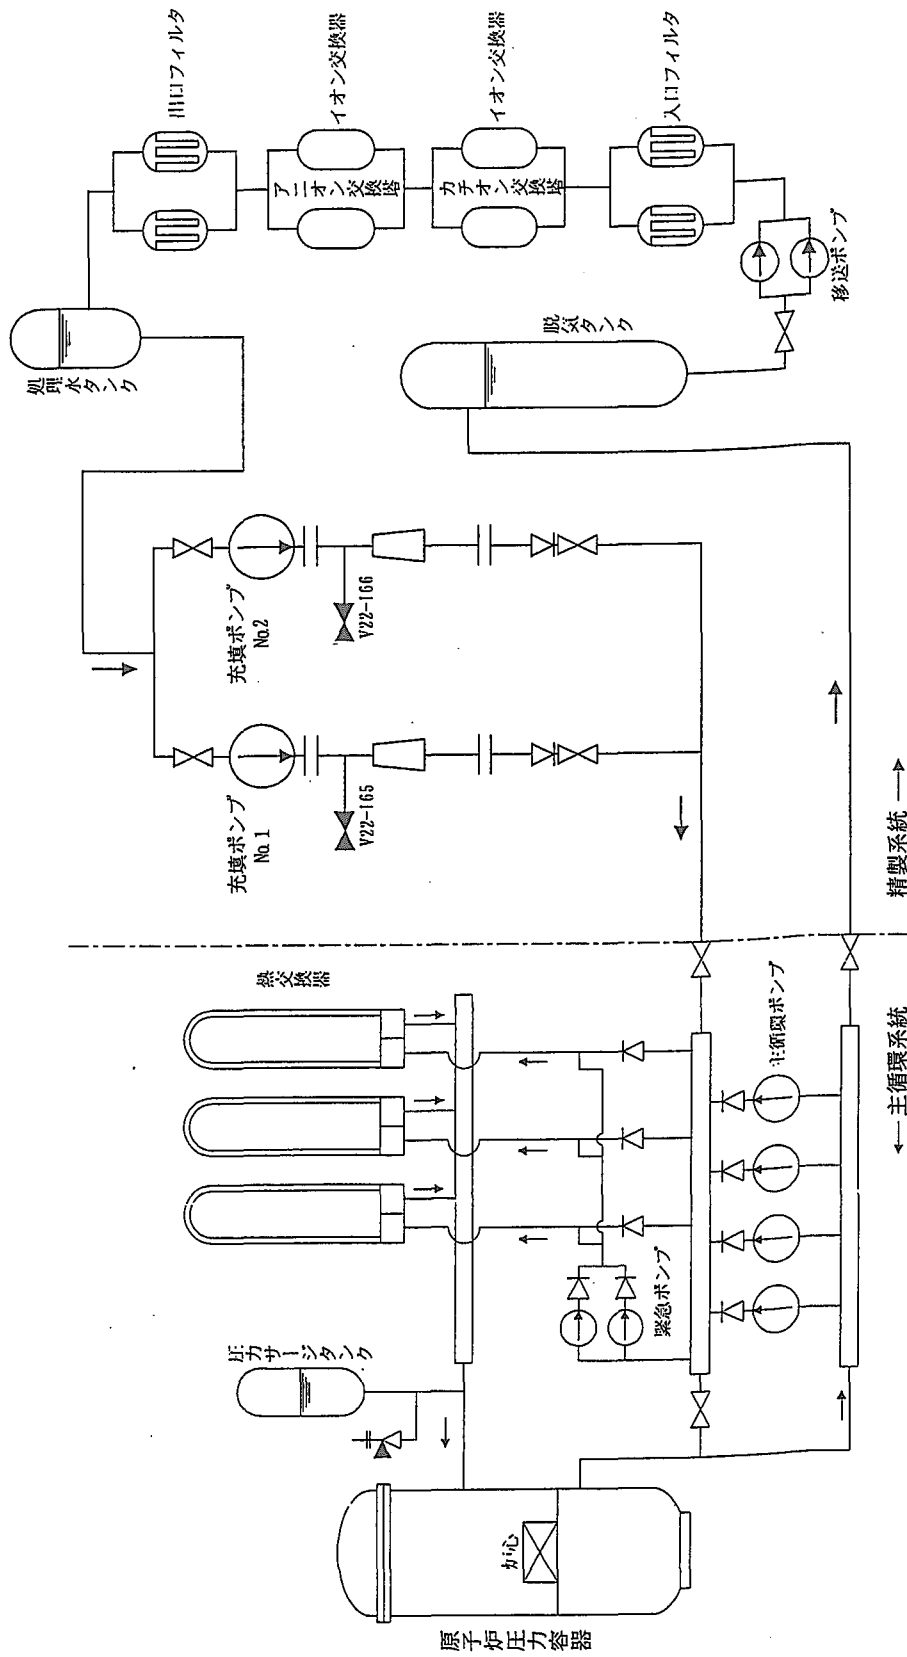 原子炉圧力容器
炉心
圧力サージタンク
熱交換器
緊急ポンプ
主循環ポンプ
← 主循環系統
精製系統 →
充填ポンプ
No.1
V22-165
充填ポンプ
No.2
V22-166
処理水タンク
脱気タンク
移送ポンプ
出口フィルタ
イオン交換器
アニオン交換塔
イオン交換器
カチオン交換塔
入口フィルタ